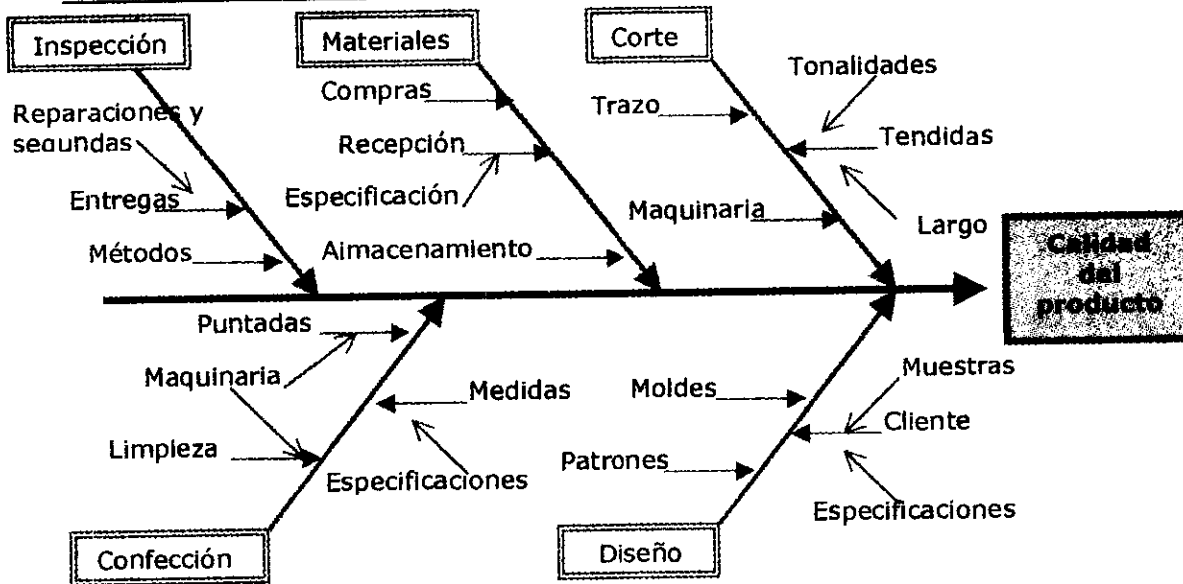 Inspección
Materiales
Corte
Reparaciones y
segundas
Entregas
Métodos
Compras
Recepción
Especificación
Almacenamiento
Trazo
Tonalidades
Tendidas
Maquinaria
Largo
Calidad
del
producto
Puntadas
Maquinaria
Limpieza
Medidas
Especificaciones
Confección
Moldes
Muestras
Cliente
Patrones
Especificaciones
Diseño